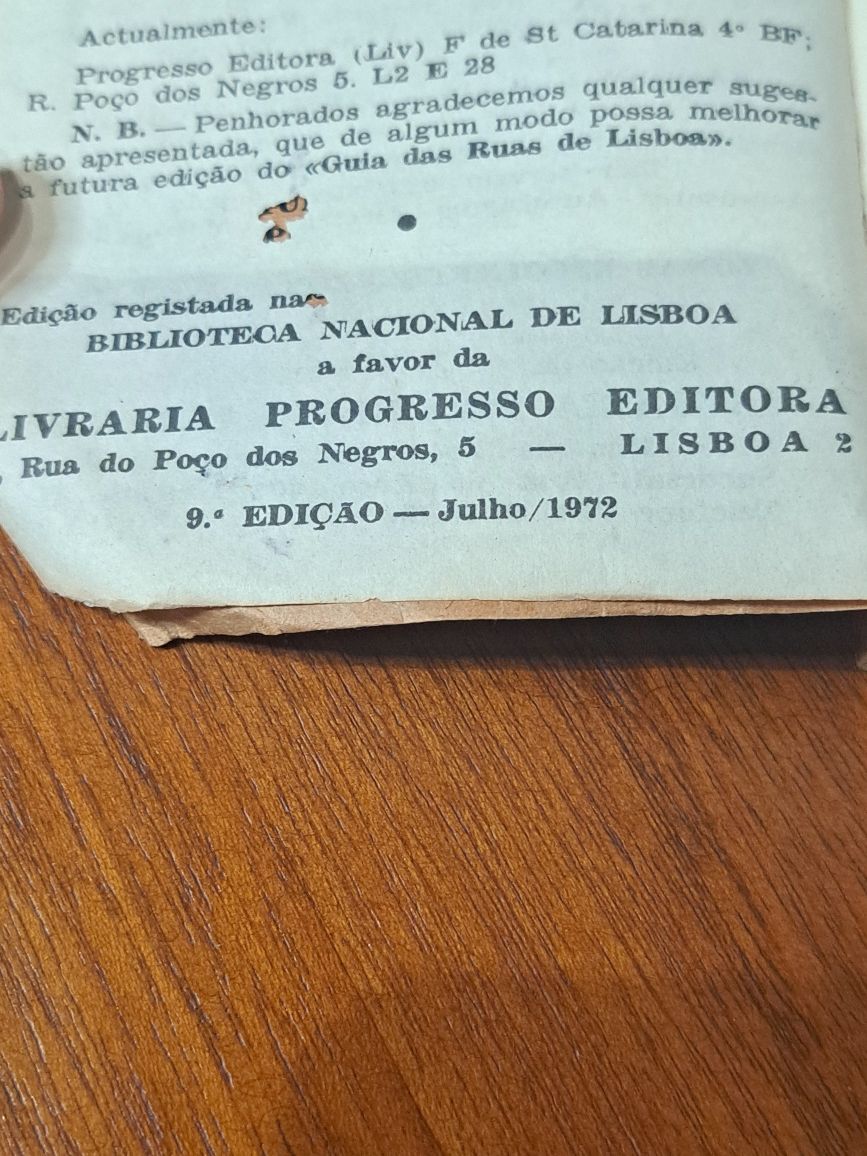 Actualmente:
Progresso Editora (Liv) F de St Catarina 4º BF;
R. Poço dos Negros 5. L2 E 28
N. B. — Penhorados agradecemos qualquer suges-
tão apresentada, que de algum modo possa melhorar
a futura edição do «Guia das Ruas de Lisboa».
Edição registada na
BIBLIOTECA NACIONAL DE LISBOA
a favor da
LIVRARIA PROGRESSO EDITORA
Rua do Poço dos Negros, 5 — LISBOA 2
9.ª EDIÇÃO — Julho/1972